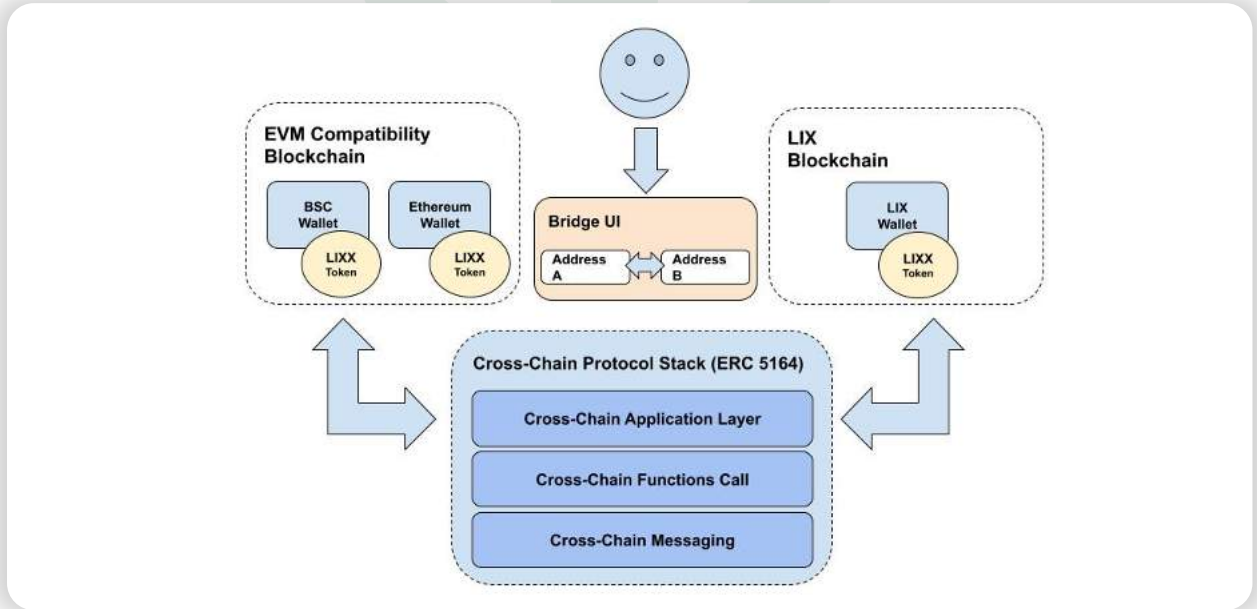 EVM Compatibility
Blockchain
BSC
Wallet
LIXX
Token
Ethereum
Wallet
LIXX
Token
Bridge UI
Address
A
Address
B
LIX
Blockchain
LIX
Wallet
LIXX
Token
Cross-Chain Protocol Stack (ERC 5164)
Cross-Chain Application Layer
Cross-Chain Functions Call
Cross-Chain Messaging